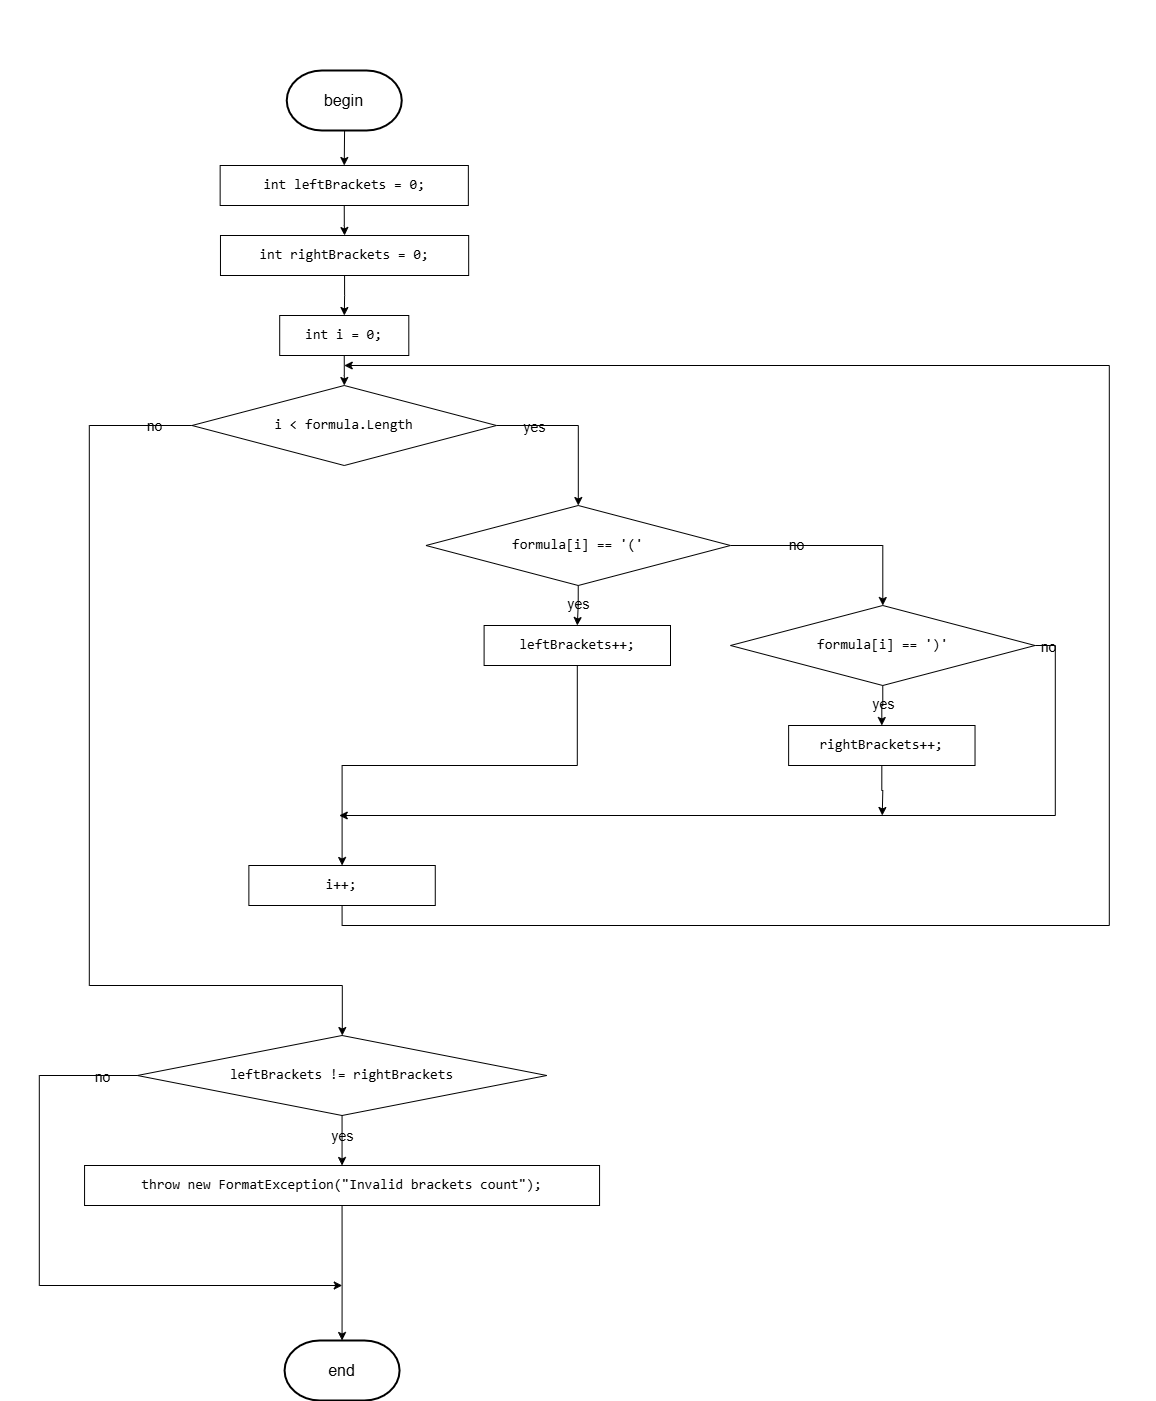 begin
int leftBrackets = 0;
int rightBrackets = 0;
int i = 0;
i < formula.Length
no
yes
formula[i] == '('
no
yes
leftBrackets++;
formula[i] == ')'
no
yes
rightBrackets++;
i++;
leftBrackets != rightBrackets
no
yes
throw new FormatException("Invalid brackets count");
end